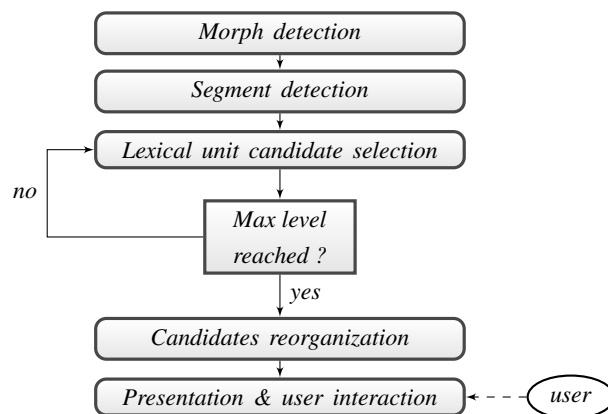 Morph detection
Segment detection
Lexical unit candidate selection
no
Max level
reached ?
yes
Candidates reorganization
Presentation & user interaction
user